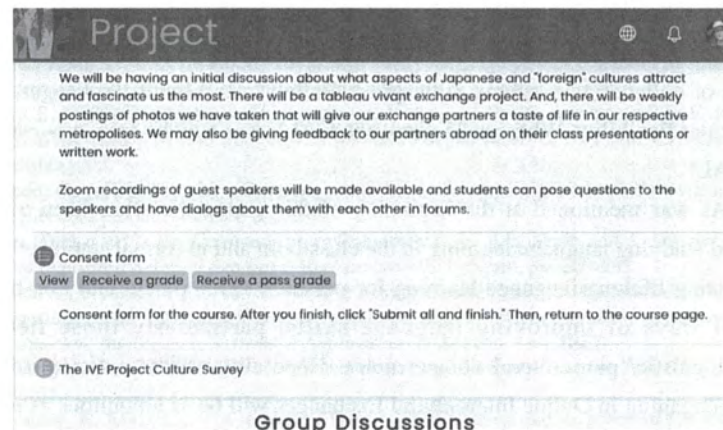 Project
We will be having an initial discussion about what aspects of Japanese and "foreign" cultures attract
and fascinate us the most. There will be a tableau vivant exchange project. And, there will be weekly
postings of photos we have taken that will give our exchange partners a taste of life in our respective
metropolises. We may also be giving feedback to our partners abroad on their class presentations
written work.
Zoom recordings of guest speakers will be made available and students can pose questions to the
speakers and have dialogs about them with each other in forums.
Consent form
View Receive a grade Receive a pass grade
Consent form for the course. After you finish, click "Submit all and finish." Then, return to the course page.
The IVE Project Culture Survey
Group Discussions